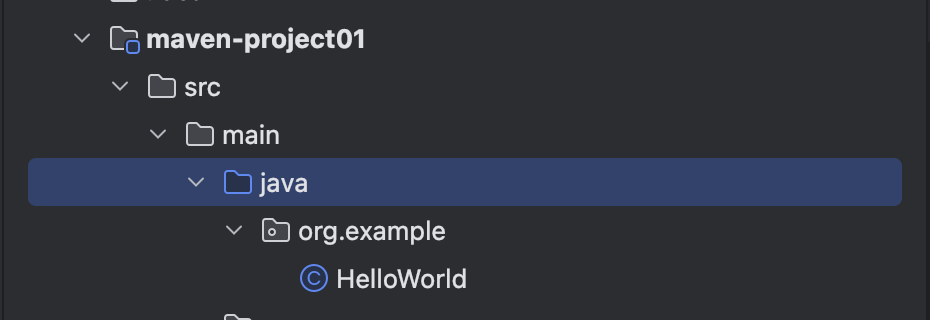 maven-project01
src
main
java
org.example
HelloWorld